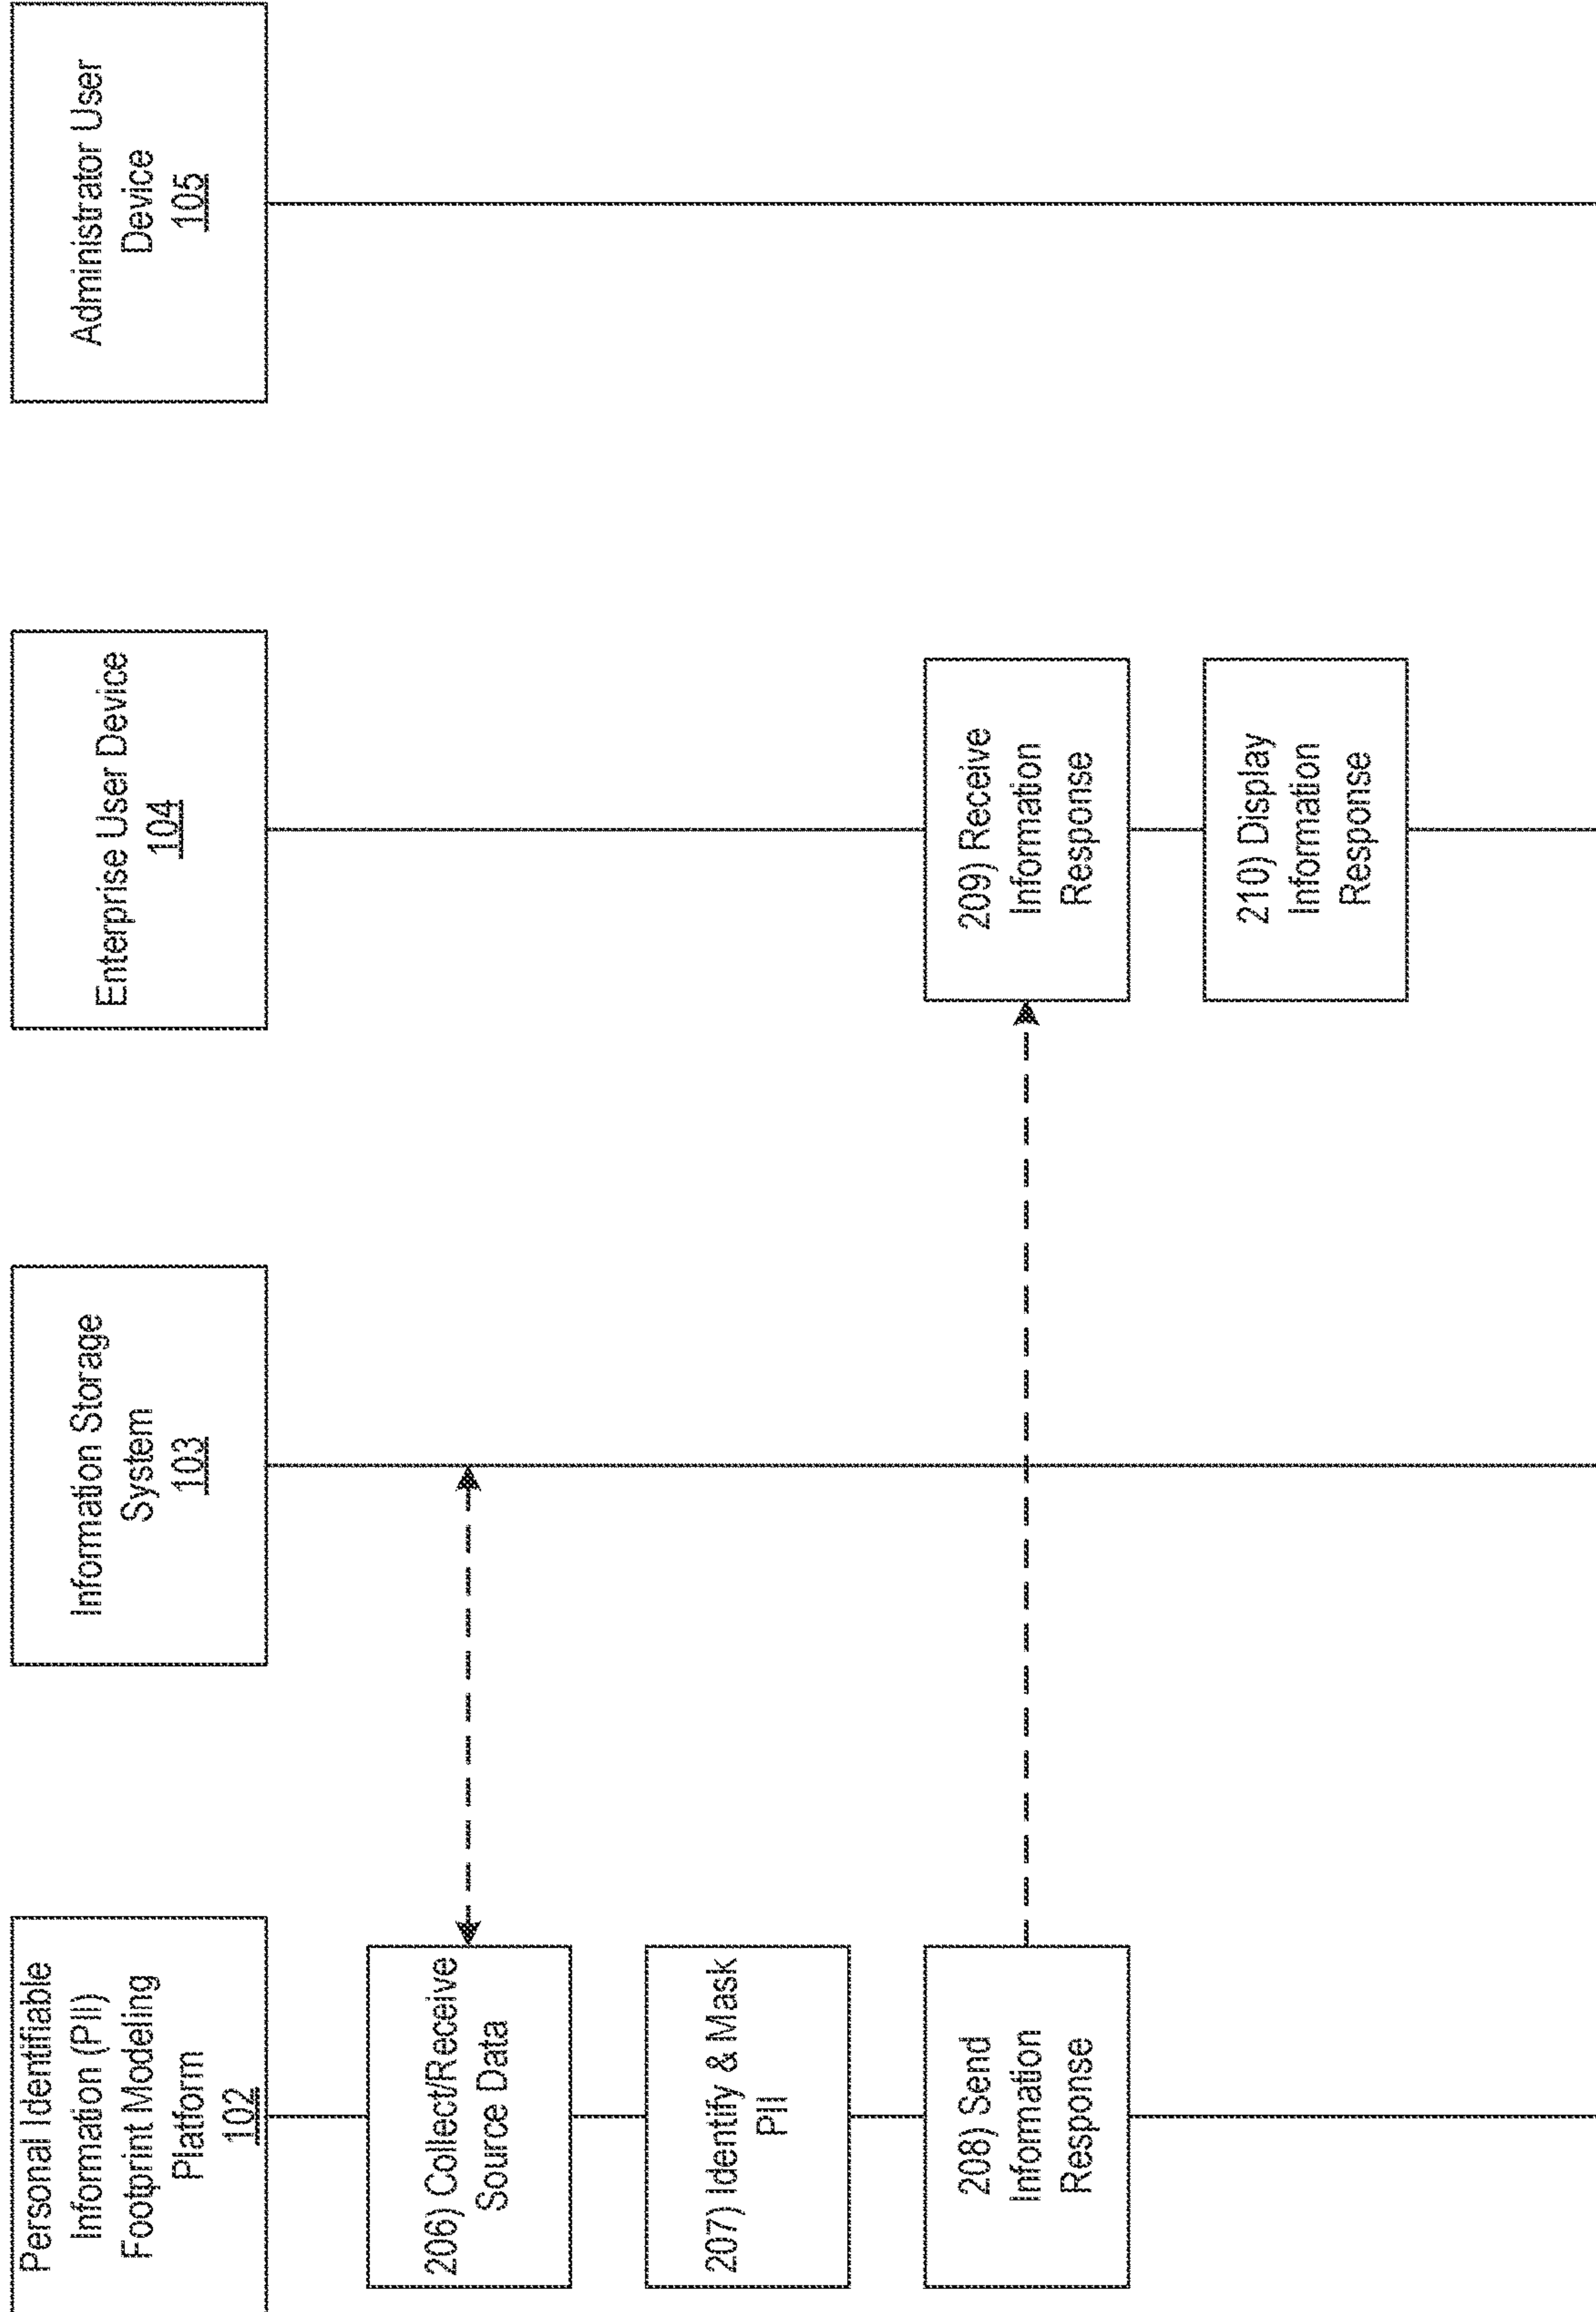 Personal Identifiable
Information (PII)
Footprint Modeling
Platform
102
Information Storage
System
103
Enterprise User Device
104
Administrator User
Device
105
206) Collect/Receive
Source Data
207) Identify & Mask
PII
208) Send
Information
Response
209) Receive
Information
Response
210) Display
Information
Response